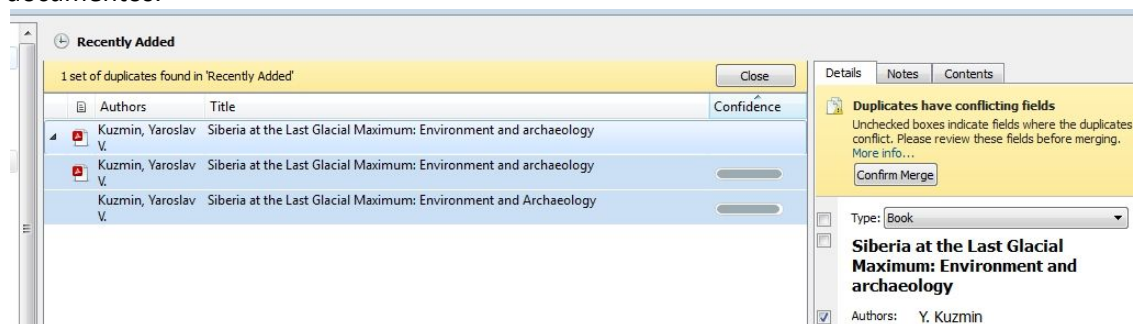 Recently Added
1 set of duplicates found in 'Recently Added'
Close
Authors
Title
Confidence
Kuzmin, Yaroslav V.
Siberia at the Last Glacial Maximum: Environment and archaeology
Kuzmin, Yaroslav V.
Siberia at the Last Glacial Maximum: Environment and archaeology
Kuzmin, Yaroslav V.
Siberia at the Last Glacial Maximum: Environment and Archaeology
Details
Notes
Contents
Duplicates have conflicting fields
Unchecked boxes indicate fields where the duplicates
conflict. Please review these fields before merging.
More info...
Confirm Merge
Type: Book
Siberia at the Last Glacial
Maximum: Environment and
archaeology
Authors: Y. Kuzmin